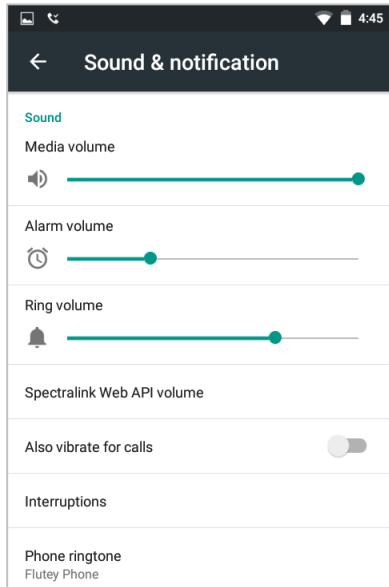 4:45
Sound & notification
Sound
Media volume
Alarm volume
Ring volume
Spectralink Web API volume
Also vibrate for calls
Interruptions
Phone ringtone
Flutey Phone